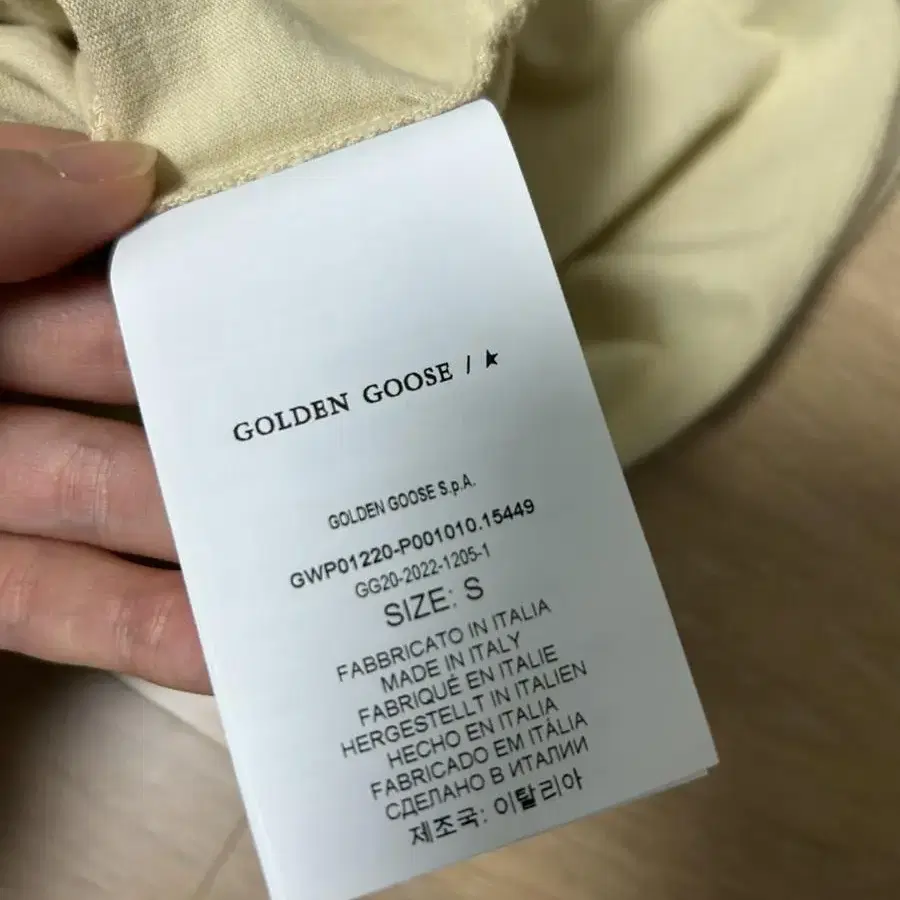 GOLDEN GOOSE / ★
GOLDEN GOOSE S.p.A.
GWP01220-P001010.15449
GG20-2022-1205-1
SIZE: S
FABBRICATO IN ITALIA
MADE IN ITALY
FABRIQUÉ EN ITALIE
HERGESTELLT IN ITALIEN
HECHO EN ITALIA
FABRICADO EM ITÁLIA
СДЕЛАНО В ИТАЛИИ
제조국: 이탈리아